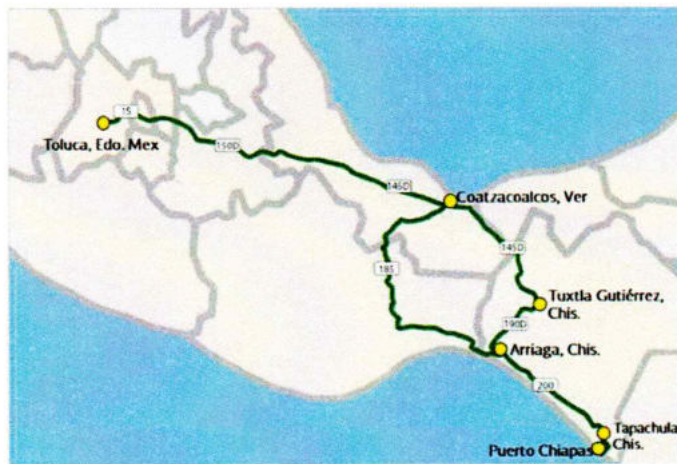 15
Toluca, Edo. Mex
150D
145D
Coatzacoalcos, Ver
185
145D
Tuxtla Gutiérrez,
Chis.
190D
Arriaga, Chis.
200
Tapachula
Chis.
Puerto Chiapas